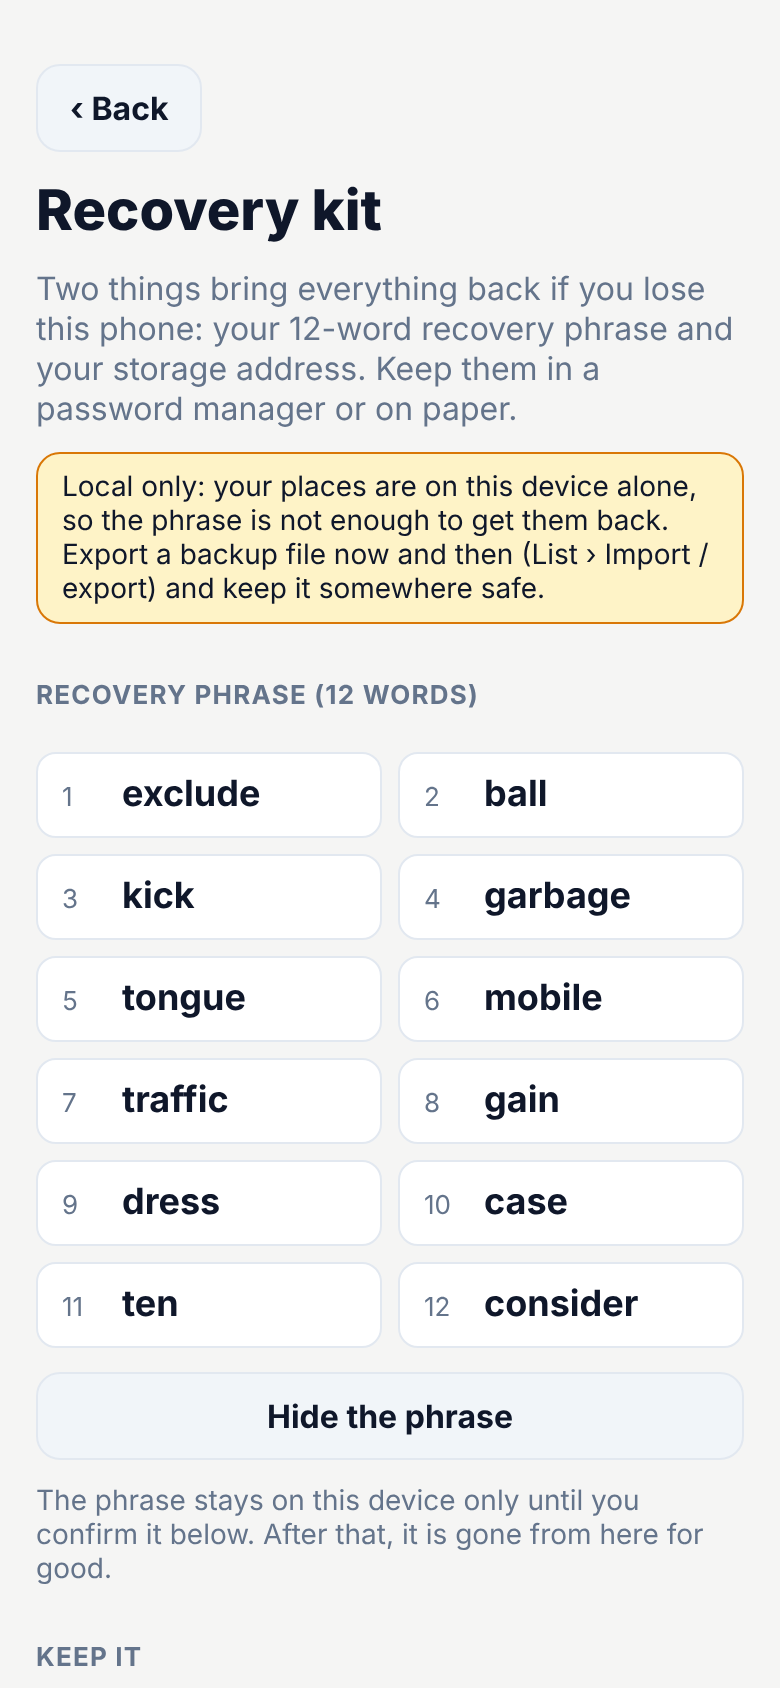 ‹ Back
Recovery kit
Two things bring everything back if you lose
this phone: your 12-word recovery phrase and
your storage address. Keep them in a
password manager or on paper.
Local only: your places are on this device alone,
so the phrase is not enough to get them back.
Export a backup file now and then (List › Import /
export) and keep it somewhere safe.
RECOVERY PHRASE (12 WORDS)
1 exclude
2 ball
3 kick
4 garbage
5 tongue
6 mobile
7 traffic
8 gain
9 dress
10 case
11 ten
12 consider
Hide the phrase
The phrase stays on this device only until you
confirm it below. After that, it is gone from here for
good.
KEEP IT